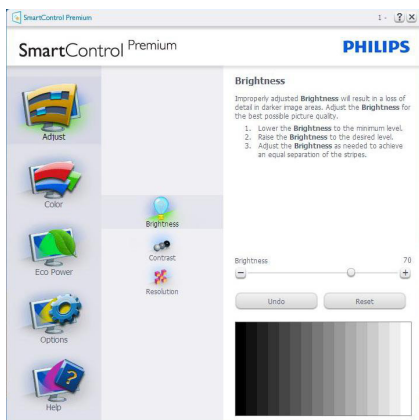 SmartControl Premium
SmartControl Premium
PHILIPS
Adjust
Color
Eco Power
Options
Help
Brightness
Contrast
Resolution
Brightness
Improperly adjusted Brightness will result in a loss of
detail in darker image areas. Adjust the Brightness for
the best possible picture quality.
1. Lower the Brightness to the minimum level.
2. Raise the Brightness to the desired level.
3. Adjust the Brightness as needed to achieve
an equal separation of the stripes.
Brightness 70
Undo Reset